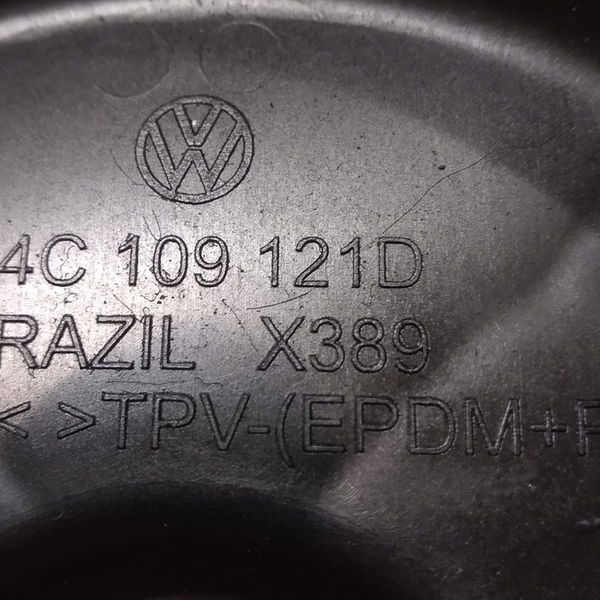 4C 109 121D
RAZIL X389
< >TPV-(EPDM+P